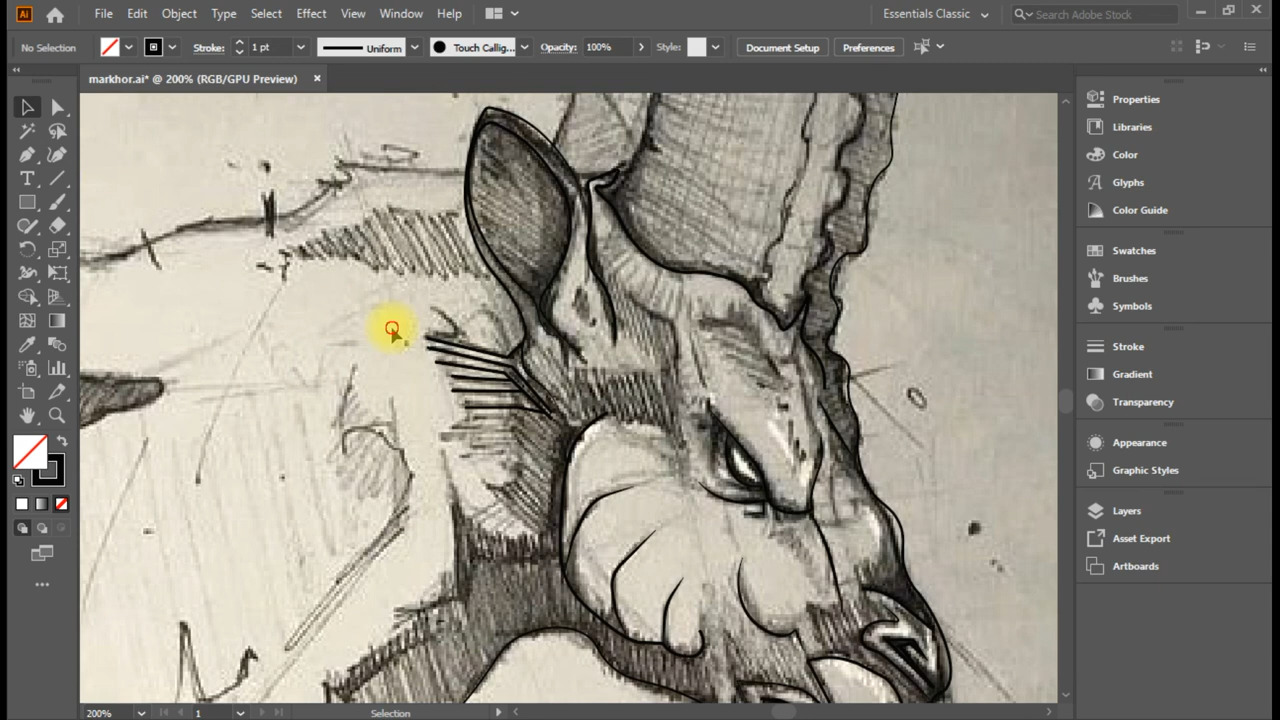 Ai File Edit Object Type Select Effect View Window Help Essentials Classic Search Adobe Stock
No Selection Stroke: 1 pt Uniform Touch Callig... Opacity: 100% Style: Document Setup Preferences
markhor.ai* @ 200% (RGB/GPU Preview)
Properties
Libraries
Color
Glyphs
Color Guide
Swatches
Brushes
Symbols
Stroke
Gradient
Transparency
Appearance
Graphic Styles
Layers
Asset Export
Artboards
200% 1 Selection